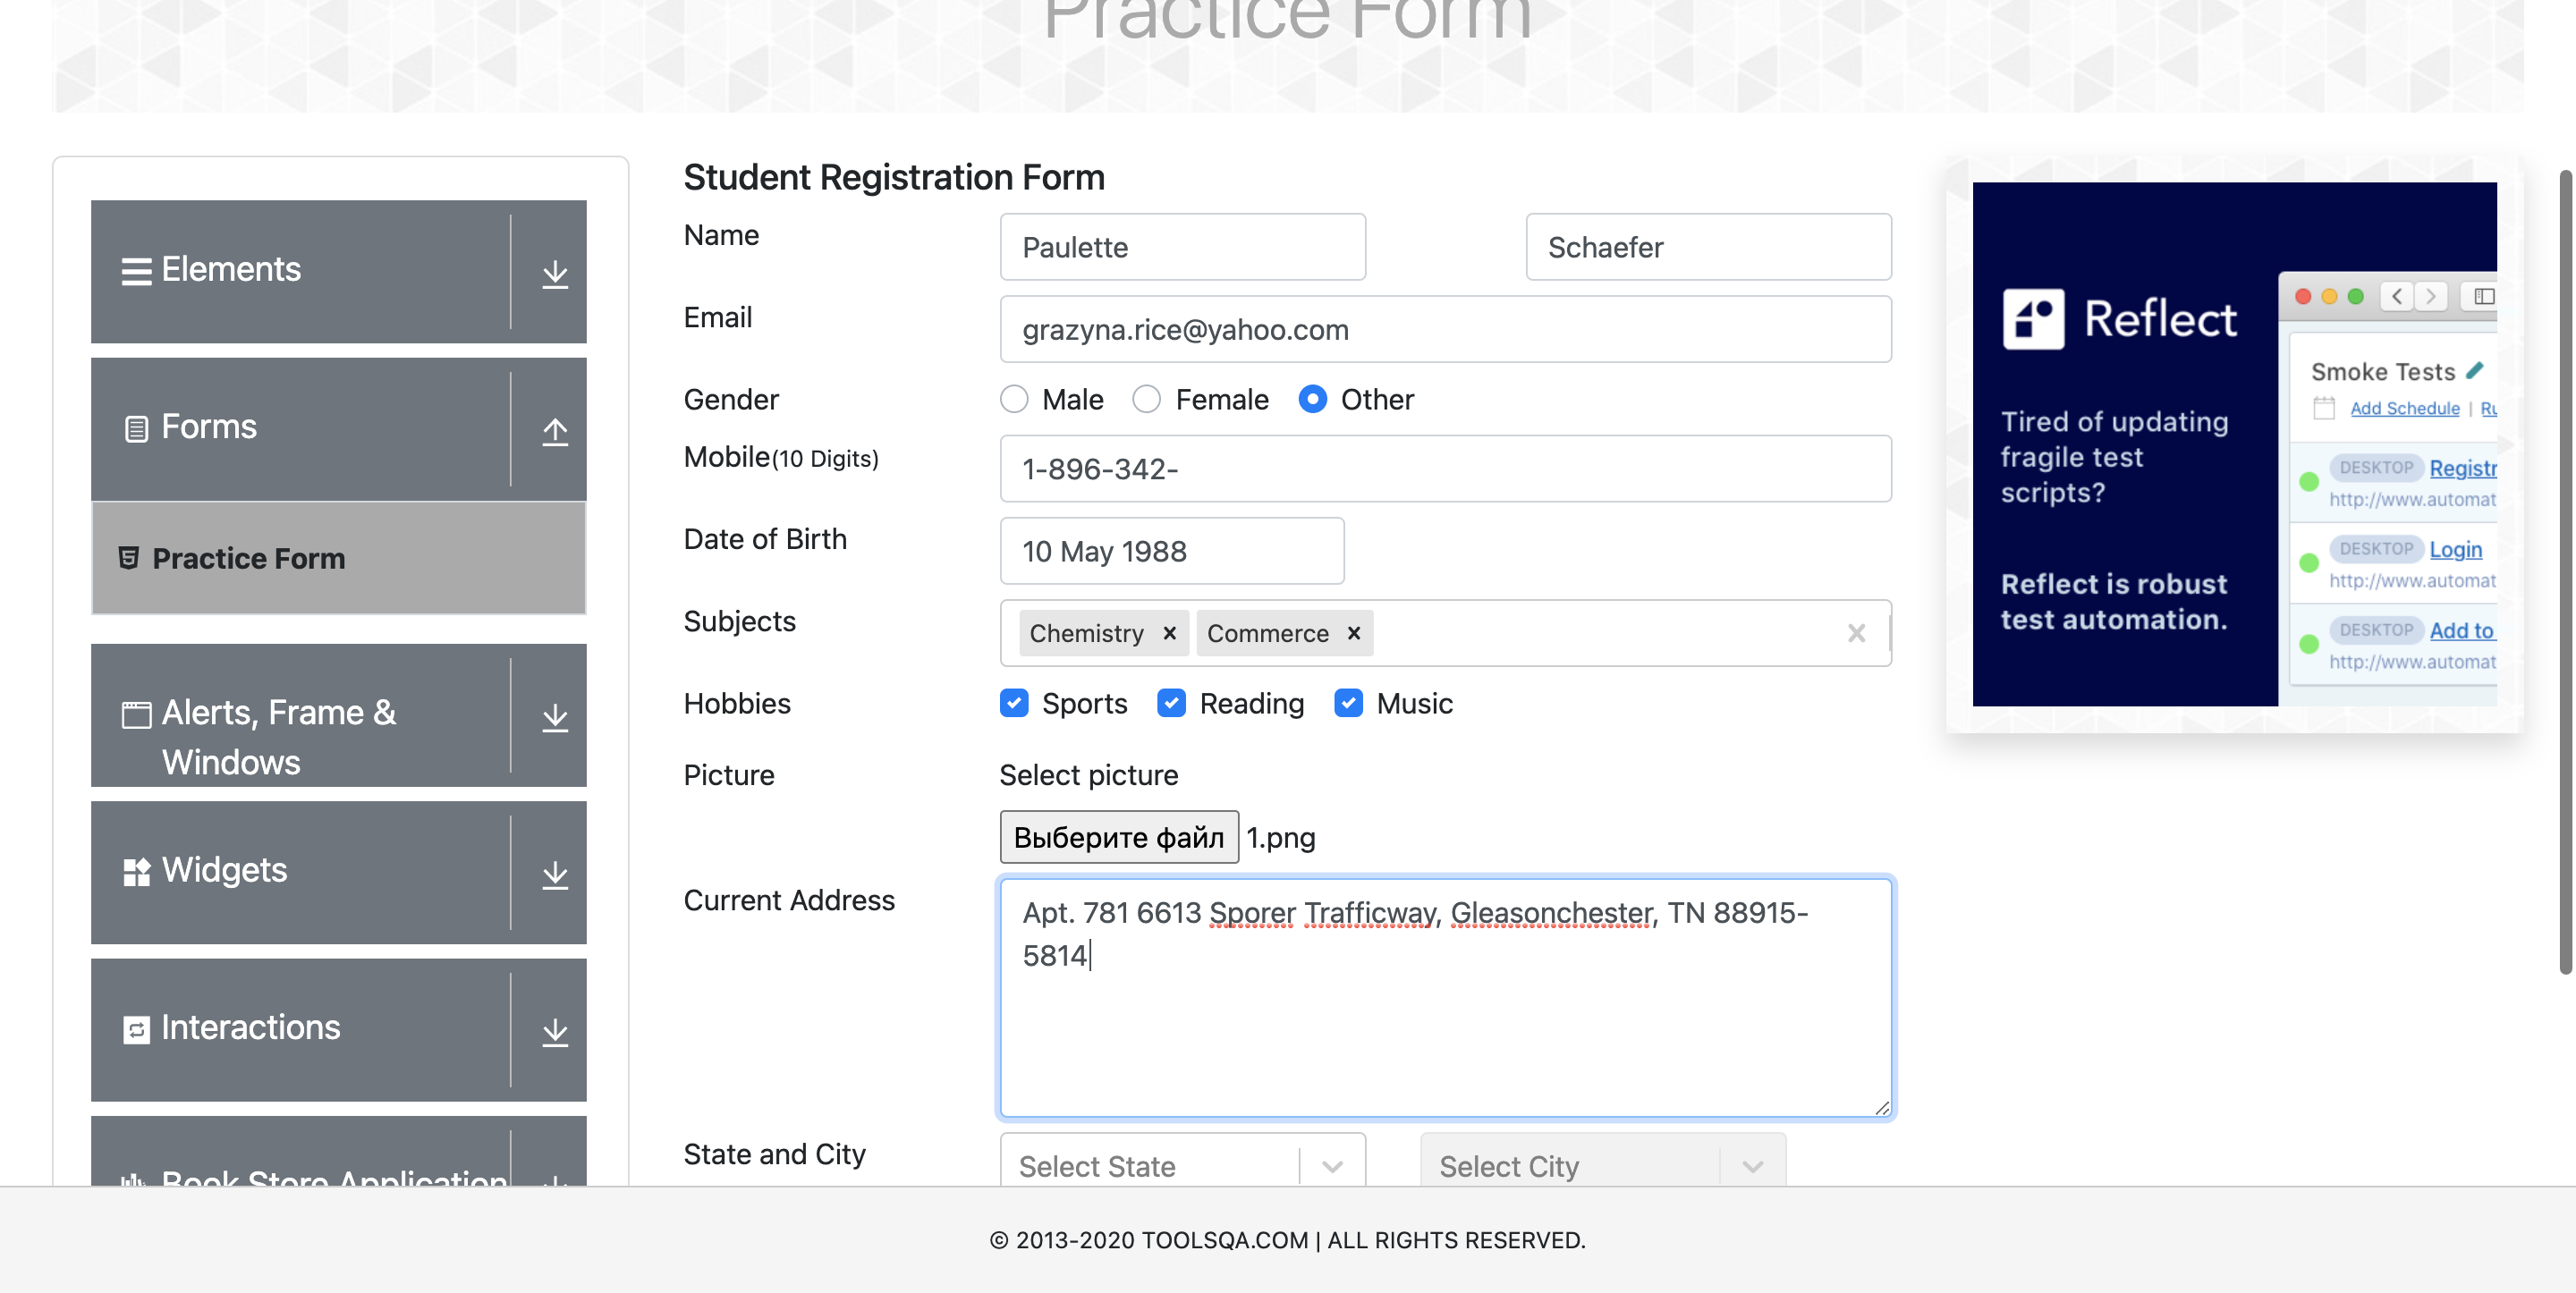 Practice Form
Elements
Forms
Practice Form
Alerts, Frame &
Windows
Widgets
Interactions
Book Store Application
Student Registration Form
Name
Paulette
Schaefer
Email
grazyna.rice@yahoo.com
Gender
Male
Female
Other
Mobile(10 Digits)
1-896-342-
Date of Birth
10 May 1988
Subjects
Chemistry
Commerce
Hobbies
Sports
Reading
Music
Picture
Select picture
Выберите файл 1.png
Current Address
Apt. 781 6613 Sporer Trafficway, Gleasonchester, TN 88915-
5814
State and City
Select State
Select City
Reflect
Tired of updating
fragile test
scripts?
Reflect is robust
test automation.
Smoke Tests
Add Schedule |
DESKTOP
http://www.automat
DESKTOP Login
http://www.automat
DESKTOP Add to
http://www.automat
© 2013-2020 TOOLSQA.COM | ALL RIGHTS RESERVED.